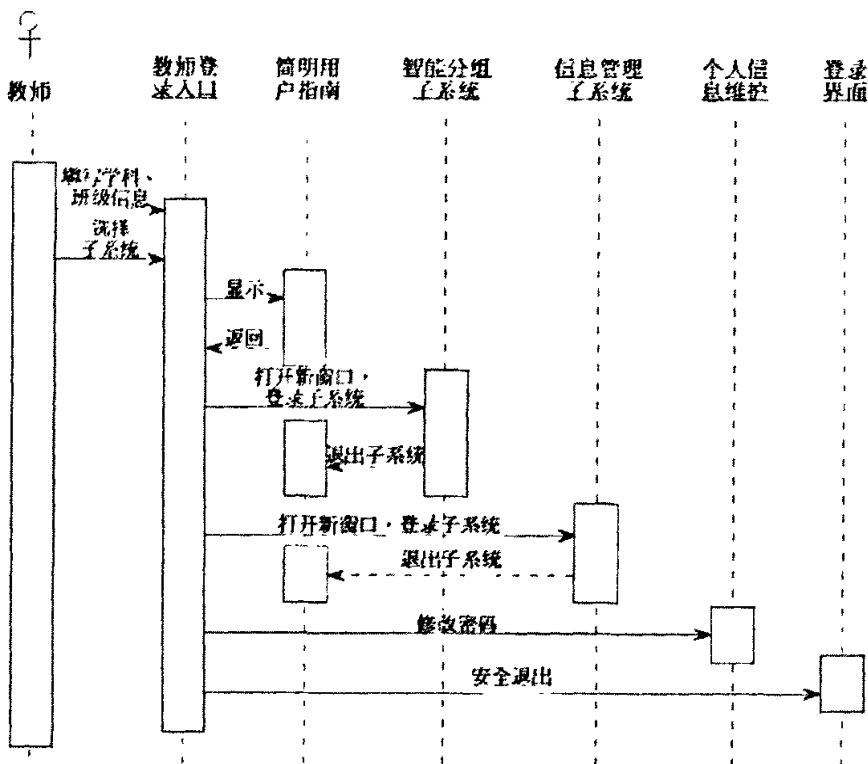 教师
教师登
录入口
简明用
户指南
智能分组
子系统
信息管理
子系统
个人信
息维护
登录
界面
填写学科、
班级信息
选择
子系统
显示
返回
打开新窗口，
登录子系统
退出子系统
打开新窗口，登录子系统
退出子系统
修改密码
安全退出